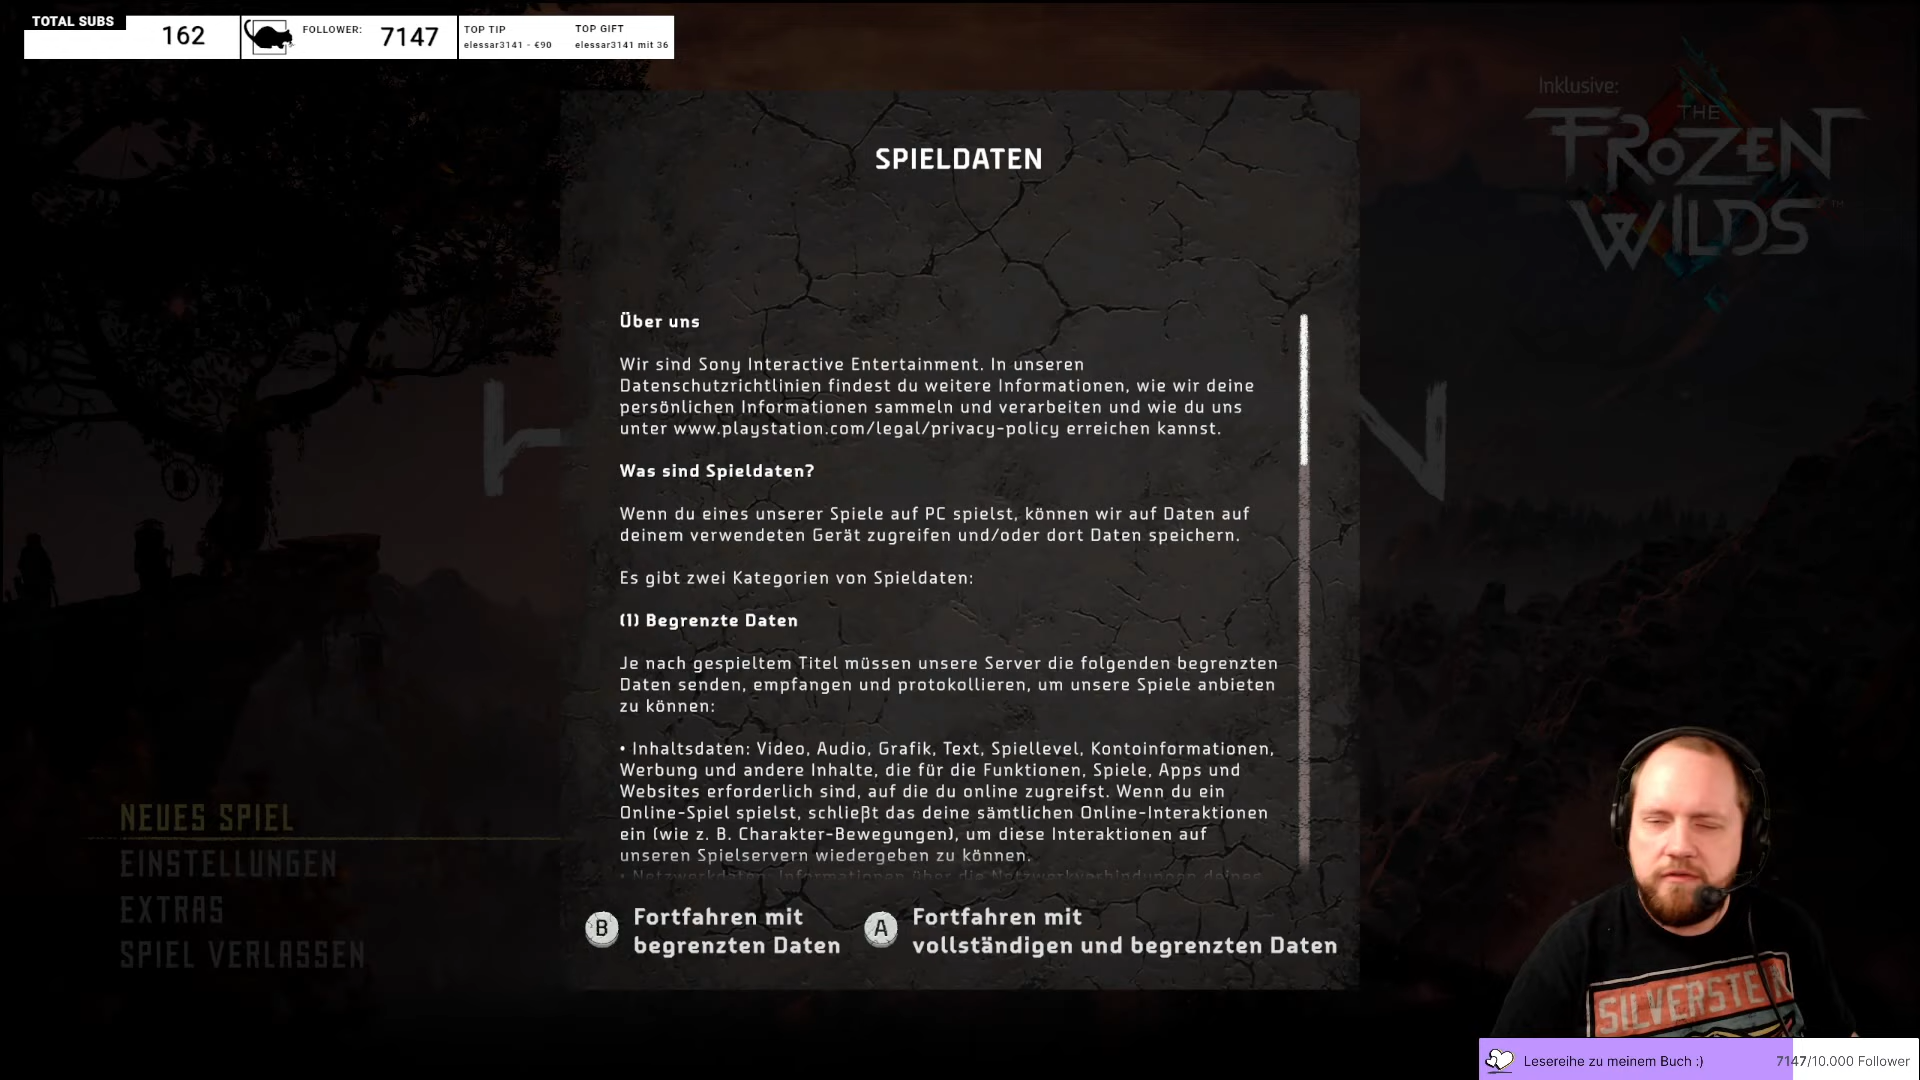 TOTAL SUBS
162
FOLLOWER:
7147
TOP TIP
elessar3141 - €90
TOP GIFT
elessar3141 mit 36
Inklusive:
THE
FROZEN
WILDS™
SPIELDATEN
Über uns
Wir sind Sony Interactive Entertainment. In unseren
Datenschutzrichtlinien findest du weitere Informationen, wie wir deine
persönlichen Informationen sammeln und verarbeiten und wie du uns
unter www.playstation.com/legal/privacy-policy erreichen kannst.
Was sind Spieldaten?
Wenn du eines unserer Spiele auf PC spielst, können wir auf Daten auf
deinem verwendeten Gerät zugreifen und/oder dort Daten speichern.
Es gibt zwei Kategorien von Spieldaten:
(1) Begrenzte Daten
Je nach gespieltem Titel müssen unsere Server die folgenden begrenzten
Daten senden, empfangen und protokollieren, um unsere Spiele anbieten
zu können:
• Inhaltsdaten: Video, Audio, Grafik, Text, Spiellevel, Kontoinformationen,
Werbung und andere Inhalte, die für die Funktionen, Spiele, Apps und
Websites erforderlich sind, auf die du online zugreifst. Wenn du ein
Online-Spiel spielst, schließt das deine sämtlichen Online-Interaktionen
ein (wie z. B. Charakter-Bewegungen), um diese Interaktionen auf
unseren Spielservern wiedergeben zu können.
• Netzwerkdaten: Informationen über die Netzwerkverbindungen deines
B Fortfahren mit
begrenzten Daten
A Fortfahren mit
vollständigen und begrenzten Daten
NEUES SPIEL
EINSTELLUNGEN
EXTRAS
SPIEL VERLASSEN
SILVERSTEIN
Lesereihe zu meinem Buch :)
7147/10.000 Follower